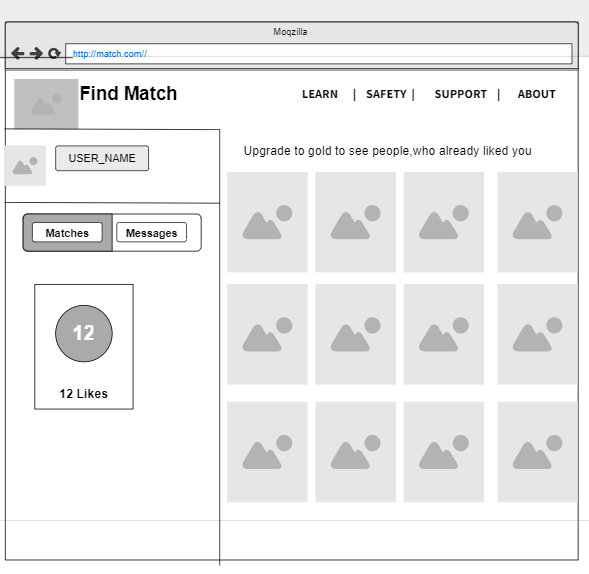 Moqzilla
http://match.com//
Find Match
LEARN | SAFETY | SUPPORT | ABOUT
USER_NAME
Upgrade to gold to see people,who already liked you
Matches
Messages
12
12 Likes